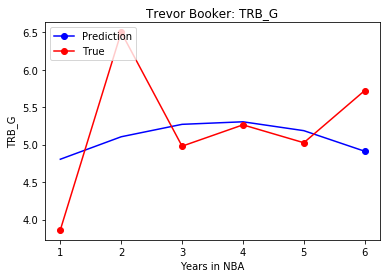 Trevor Booker: TRB_G
Prediction
True
TRB_G
6.5
6.0
5.5
5.0
4.5
4.0
1 2 3 4 5 6
Years in NBA